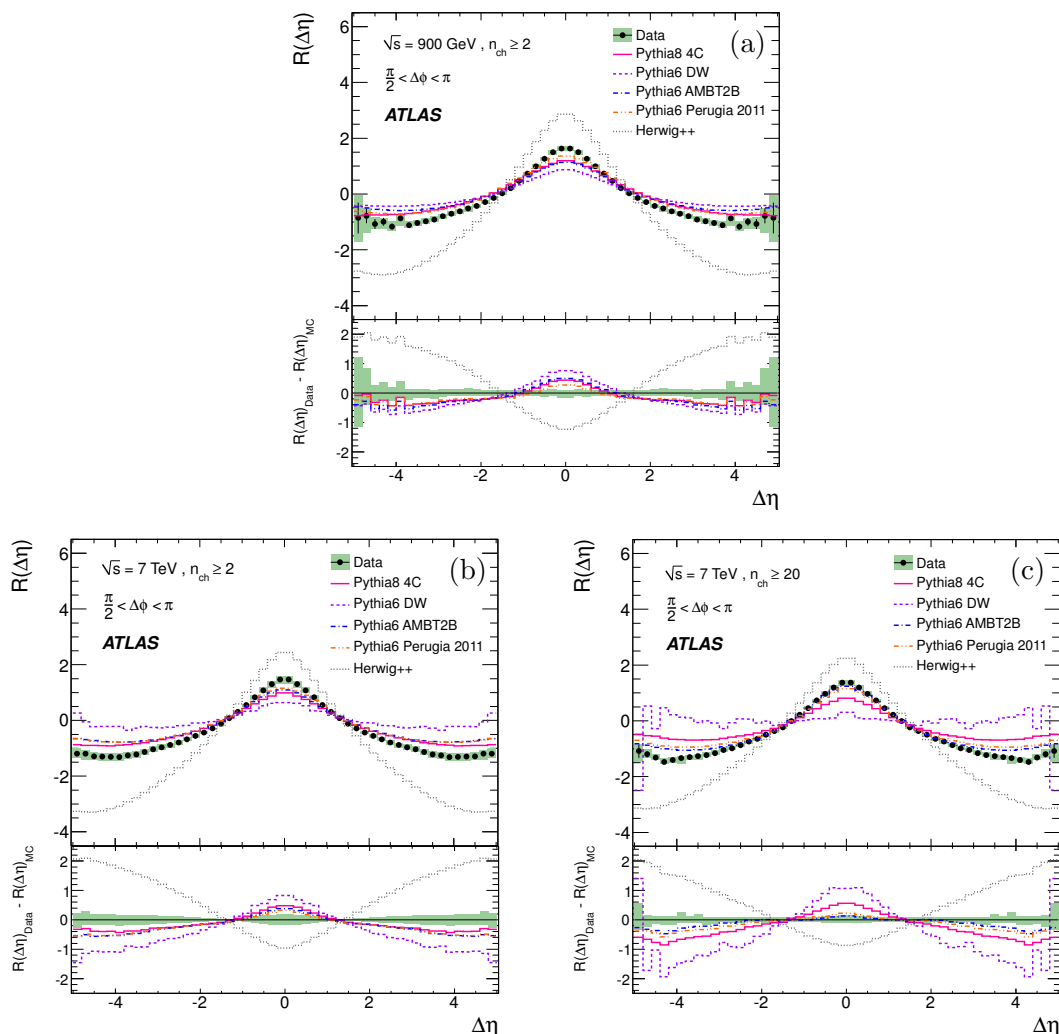 R(Δη)
6
4
2
0
-2
-4
√s = 900 GeV , n_ch ≥ 2
π/2 < Δϕ < π
ATLAS
(a)
Data
Pythia8 4C
Pythia6 DW
Pythia6 AMBT2B
Pythia6 Perugia 2011
Herwig++
R(Δη)_Data - R(Δη)_MC
2
1
0
-1
-2
-4 -2 0 2 4
Δη
R(Δη)
6
4
2
0
-2
-4
√s = 7 TeV , n_ch ≥ 2
π/2 < Δϕ < π
ATLAS
(b)
Data
Pythia8 4C
Pythia6 DW
Pythia6 AMBT2B
Pythia6 Perugia 2011
Herwig++
R(Δη)_Data - R(Δη)_MC
2
1
0
-1
-2
-4 -2 0 2 4
Δη
R(Δη)
6
4
2
0
-2
-4
√s = 7 TeV , n_ch ≥ 20
π/2 < Δϕ < π
ATLAS
(c)
Data
Pythia8 4C
Pythia6 DW
Pythia6 AMBT2B
Pythia6 Perugia 2011
Herwig++
R(Δη)_Data - R(Δη)_MC
2
1
0
-1
-2
-4 -2 0 2 4
Δη